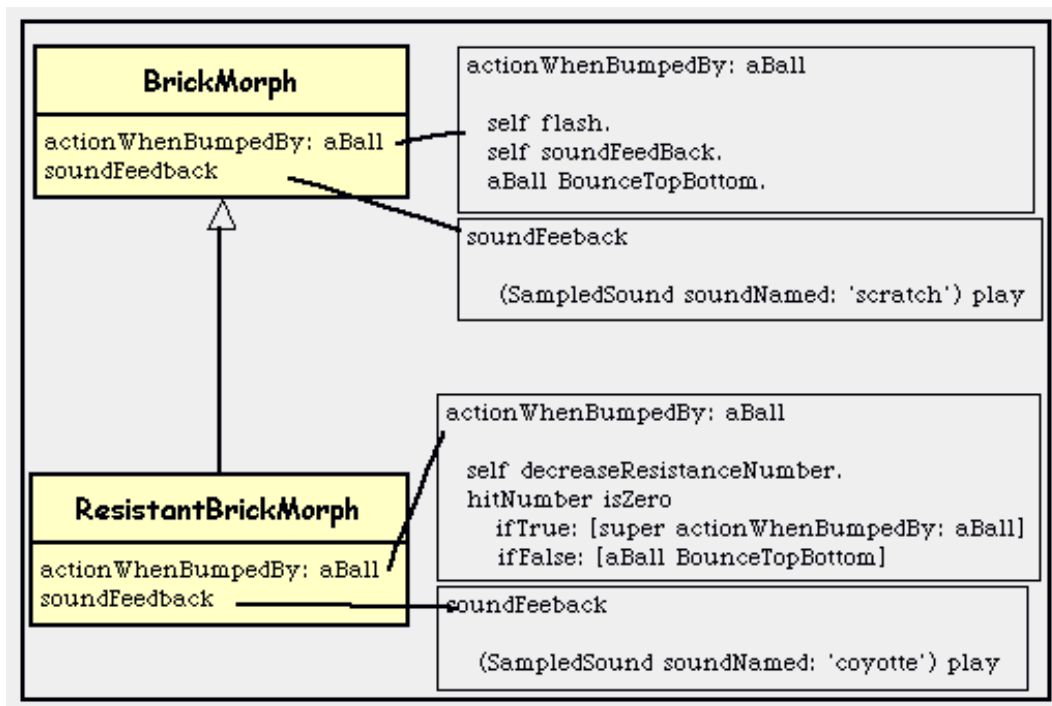 BrickMorph
actionWhenBumpedBy: aBall
soundFeedback
actionWhenBumpedBy: aBall
self flash.
self soundFeedBack.
aBall BounceTopBottom.
soundFeeback
(SampledSound soundNamed: 'scratch') play
ResistantBrickMorph
actionWhenBumpedBy: aBall
soundFeedback
actionWhenBumpedBy: aBall
self decreaseResistanceNumber.
hitNumber isZero
ifTrue: [super actionWhenBumpedBy: aBall]
ifFalse: [aBall BounceTopBottom]
soundFeeback
(SampledSound soundNamed: 'coyotte') play